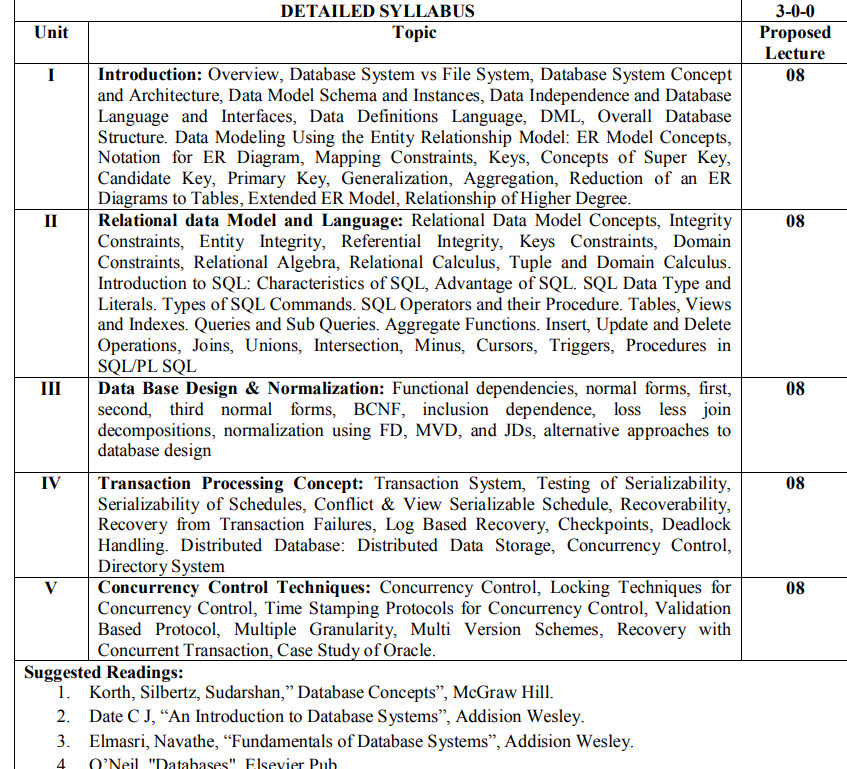 DETAILED SYLLABUS 3-0-0
Unit Topic Proposed
Lecture
I Introduction: Overview, Database System vs File System, Database System Concept 08
and Architecture, Data Model Schema and Instances, Data Independence and Database
Language and Interfaces, Data Definitions Language, DML, Overall Database
Structure. Data Modeling Using the Entity Relationship Model: ER Model Concepts,
Notation for ER Diagram, Mapping Constraints, Keys, Concepts of Super Key,
Candidate Key, Primary Key, Generalization, Aggregation, Reduction of an ER
Diagrams to Tables, Extended ER Model, Relationship of Higher Degree.
II Relational data Model and Language: Relational Data Model Concepts, Integrity 08
Constraints, Entity Integrity, Referential Integrity, Keys Constraints, Domain
Constraints, Relational Algebra, Relational Calculus, Tuple and Domain Calculus.
Introduction to SQL: Characteristics of SQL, Advantage of SQL. SQL Data Type and
Literals. Types of SQL Commands. SQL Operators and their Procedure. Tables, Views
and Indexes. Queries and Sub Queries. Aggregate Functions. Insert, Update and Delete
Operations, Joins, Unions, Intersection, Minus, Cursors, Triggers, Procedures in
SQL/PL SQL
III Data Base Design & Normalization: Functional dependencies, normal forms, first, 08
second, third normal forms, BCNF, inclusion dependence, loss less join
decompositions, normalization using FD, MVD, and JDs, alternative approaches to
database design
IV Transaction Processing Concept: Transaction System, Testing of Serializability, 08
Serializability of Schedules, Conflict & View Serializable Schedule, Recoverability,
Recovery from Transaction Failures, Log Based Recovery, Checkpoints, Deadlock
Handling. Distributed Database: Distributed Data Storage, Concurrency Control,
Directory System
V Concurrency Control Techniques: Concurrency Control, Locking Techniques for 08
Concurrency Control, Time Stamping Protocols for Concurrency Control, Validation
Based Protocol, Multiple Granularity, Multi Version Schemes, Recovery with
Concurrent Transaction, Case Study of Oracle.
Suggested Readings:
1. Korth, Silbertz, Sudarshan,” Database Concepts”, McGraw Hill.
2. Date C J, “An Introduction to Database Systems”, Addision Wesley.
3. Elmasri, Navathe, “Fundamentals of Database Systems”, Addision Wesley.
4. O’Neil, "Databases", Elsevier Pub.